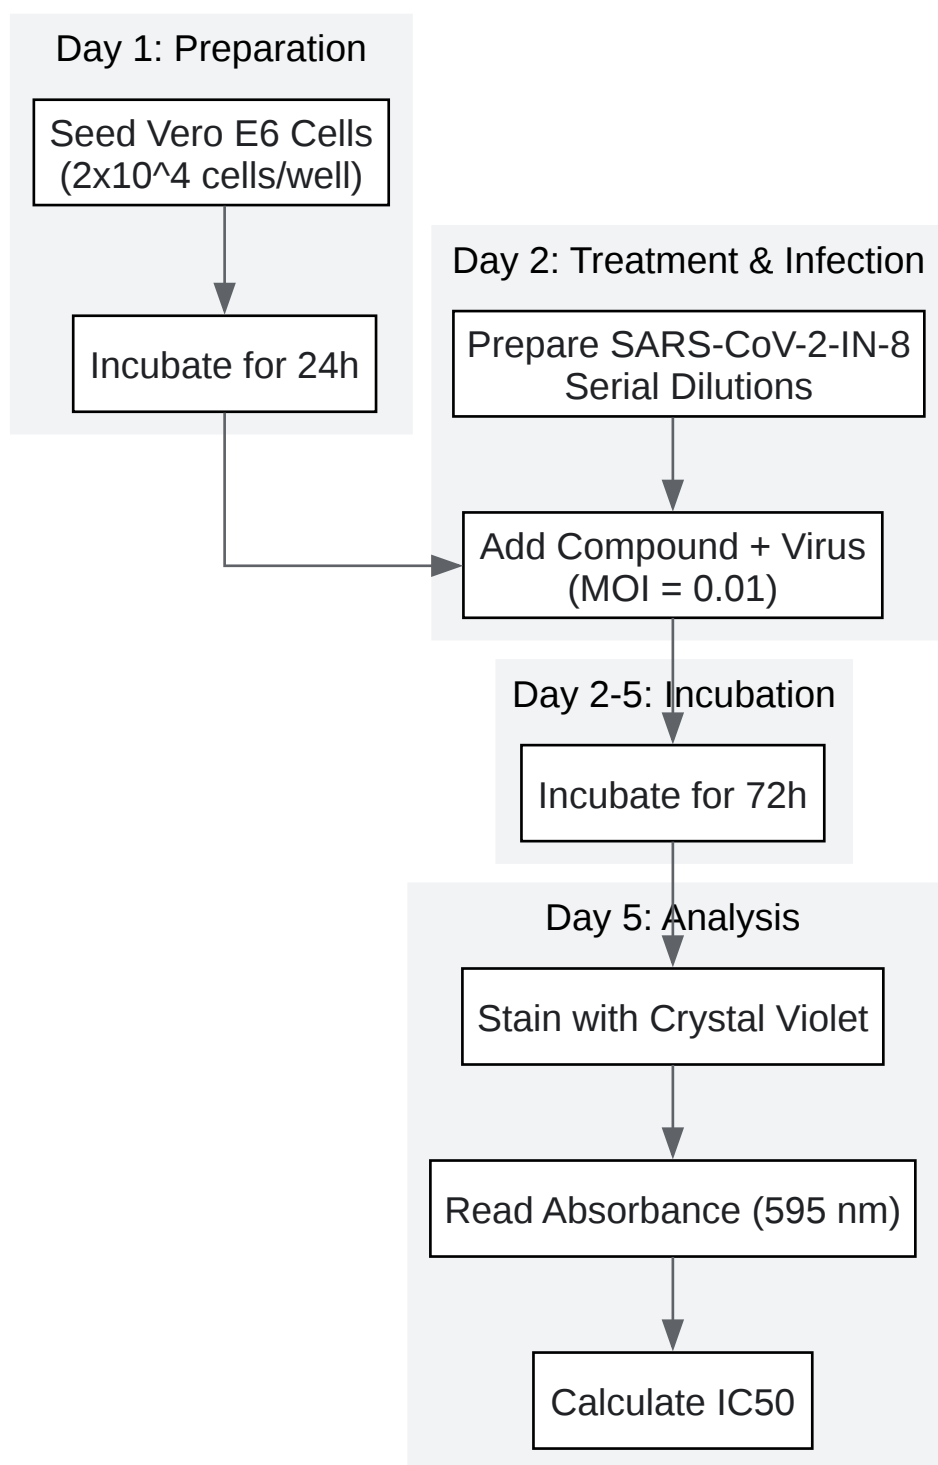 Day 1: Preparation
Seed Vero E6 Cells
(2x10^4 cells/well)
Incubate for 24h
Day 2: Treatment & Infection
Prepare SARS-CoV-2-IN-8
Serial Dilutions
Add Compound + Virus
(MOI = 0.01)
Day 2-5: Incubation
Incubate for 72h
Day 5: Analysis
Stain with Crystal Violet
Read Absorbance (595 nm)
Calculate IC50